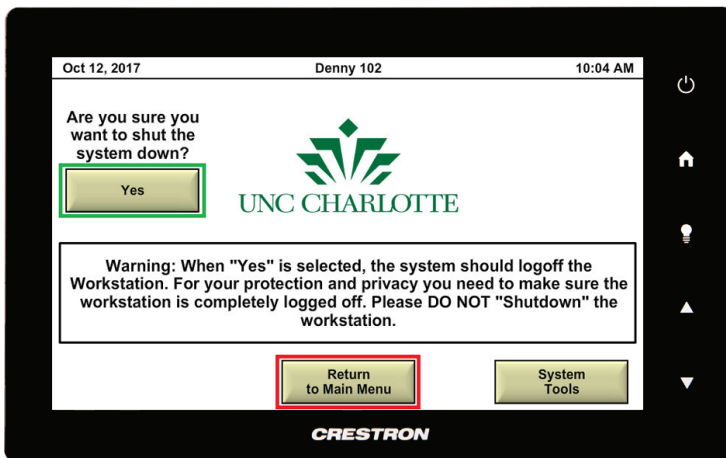 Oct 12, 2017 Denny 102 10:04 AM
Are you sure you
want to shut the
system down?
Yes
UNC CHARLOTTE
Warning: When "Yes" is selected, the system should logoff the
Workstation. For your protection and privacy you need to make sure the
workstation is completely logged off. Please DO NOT "Shutdown" the
workstation.
Return
to Main Menu
System
Tools
CRESTRON